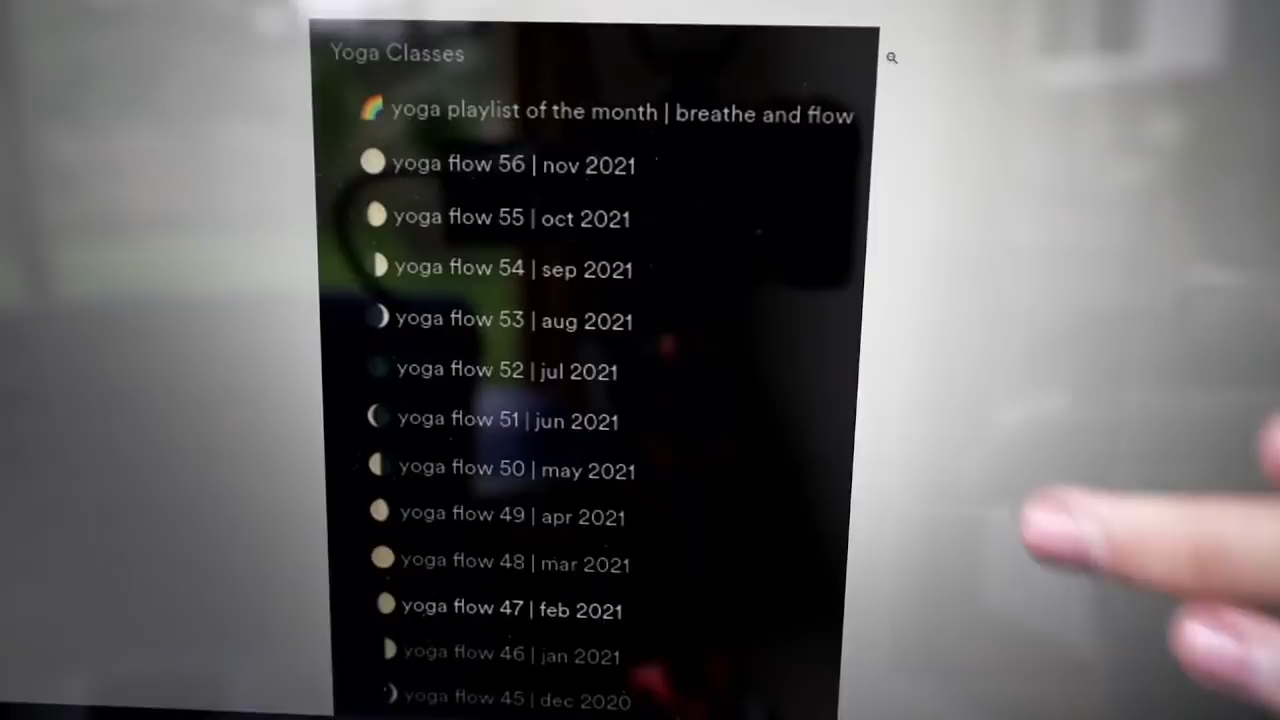 Yoga Classes
🌈 yoga playlist of the month | breathe and flow
🌕 yoga flow 56 | nov 2021
🌔 yoga flow 55 | oct 2021
🌓 yoga flow 54 | sep 2021
🌒 yoga flow 53 | aug 2021
🌑 yoga flow 52 | jul 2021
🌘 yoga flow 51 | jun 2021
🌗 yoga flow 50 | may 2021
🌖 yoga flow 49 | apr 2021
🌕 yoga flow 48 | mar 2021
🌔 yoga flow 47 | feb 2021
🌓 yoga flow 46 | jan 2021
🌒 yoga flow 45 | dec 2020